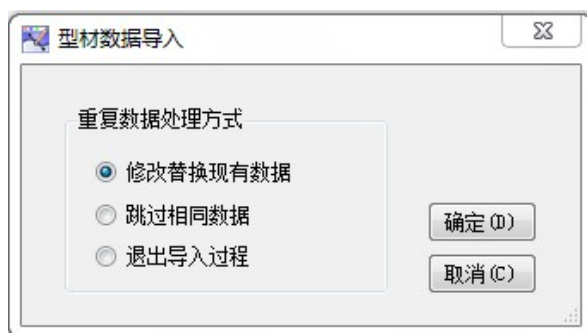 型材数据导入
重复数据处理方式
修改替换现有数据
跳过相同数据
退出导入过程
确定(D)
取消(C)